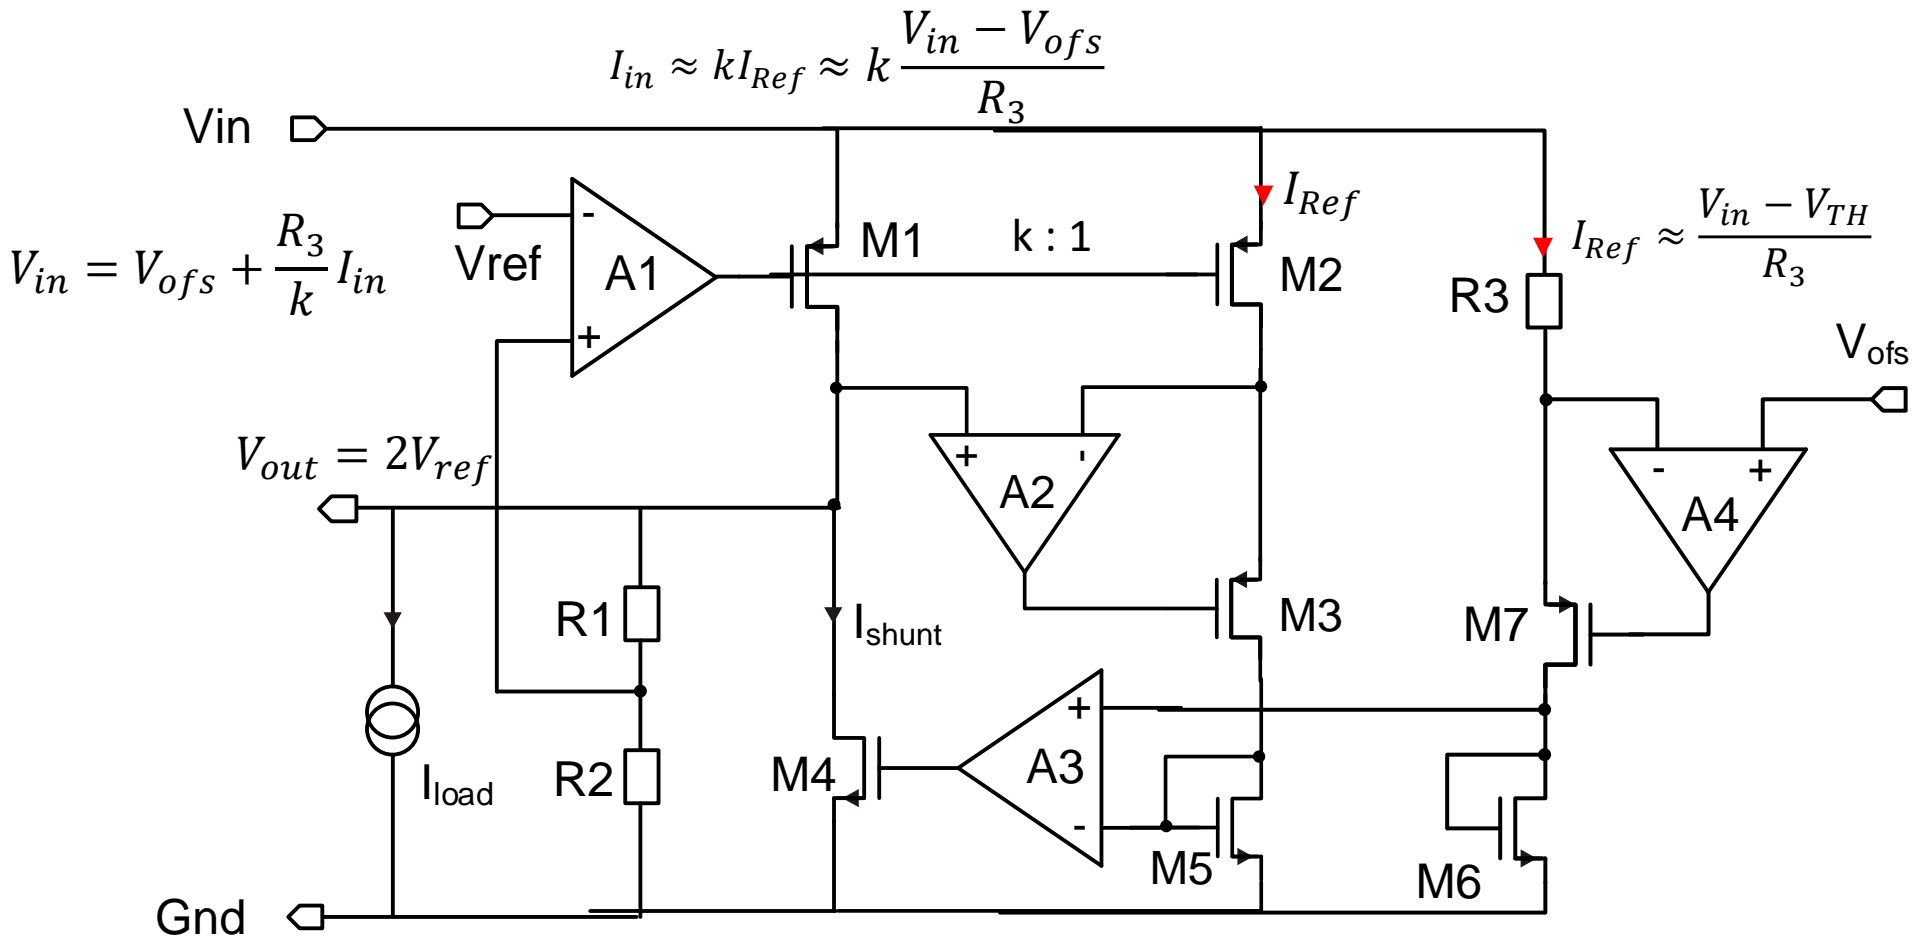 I_in ≈ kI_Ref ≈ k (V_in − V_ofs) / R_3
Vin
I_Ref
I_Ref ≈ (V_in − V_TH) / R_3
-
Vref
A1
+
M1
k : 1
M2
R3
V_ofs
V_in = V_ofs + (R_3 / k) I_in
V_out = 2V_ref
+ -
A2
- +
A4
R1
I_shunt
M3
M7
+
A3
-
R2
M4
I_load
M5
M6
Gnd